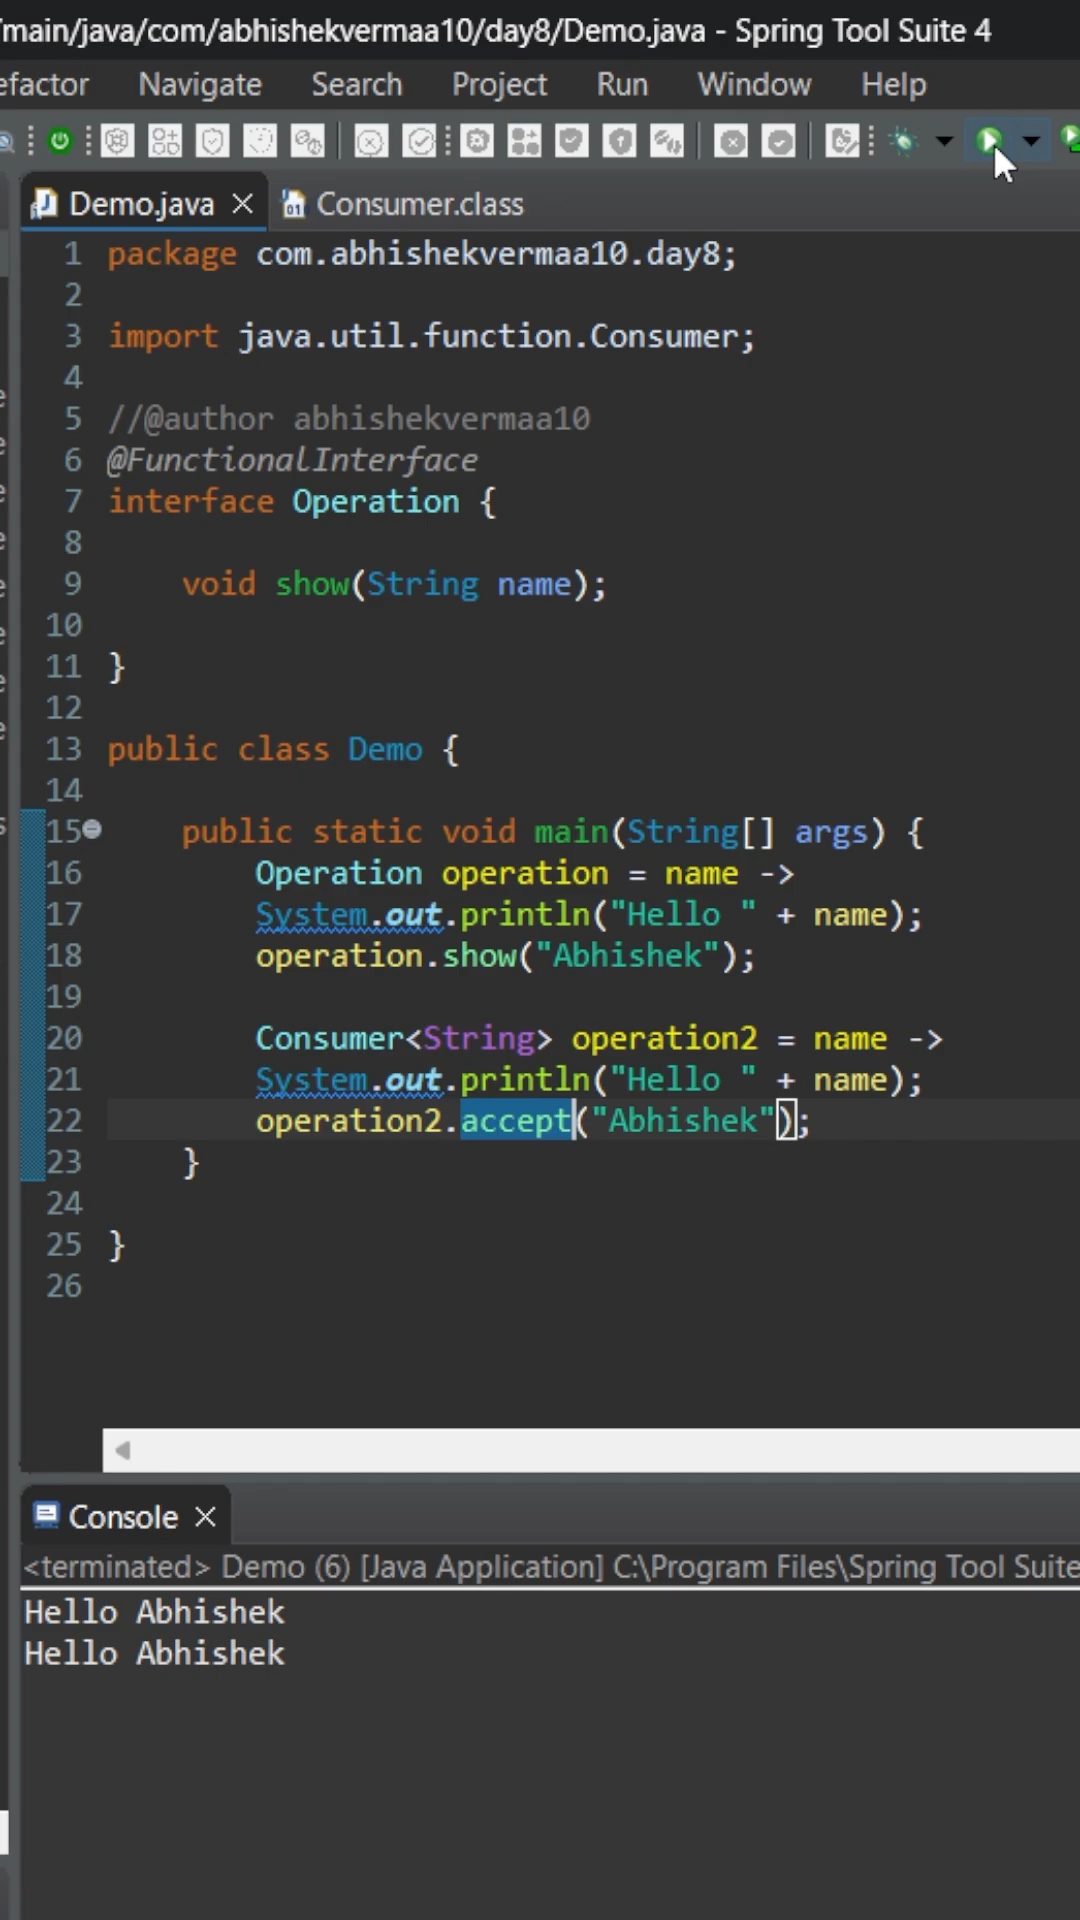 /main/java/com/abhishekvermaa10/day8/Demo.java - Spring Tool Suite 4
efactor Navigate Search Project Run Window Help
Demo.java Consumer.class
1 package com.abhishekvermaa10.day8;
2
3 import java.util.function.Consumer;
4
5 //@author abhishekvermaa10
6 @FunctionalInterface
7 interface Operation {
8
9 void show(String name);
10
11 }
12
13 public class Demo {
14
15 public static void main(String[] args) {
16 Operation operation = name ->
17 System.out.println("Hello " + name);
18 operation.show("Abhishek");
19
20 Consumer<String> operation2 = name ->
21 System.out.println("Hello " + name);
22 operation2.accept("Abhishek");
23 }
24
25 }
26
Console
<terminated> Demo (6) [Java Application] C:\Program Files\Spring Tool Suite
Hello Abhishek
Hello Abhishek